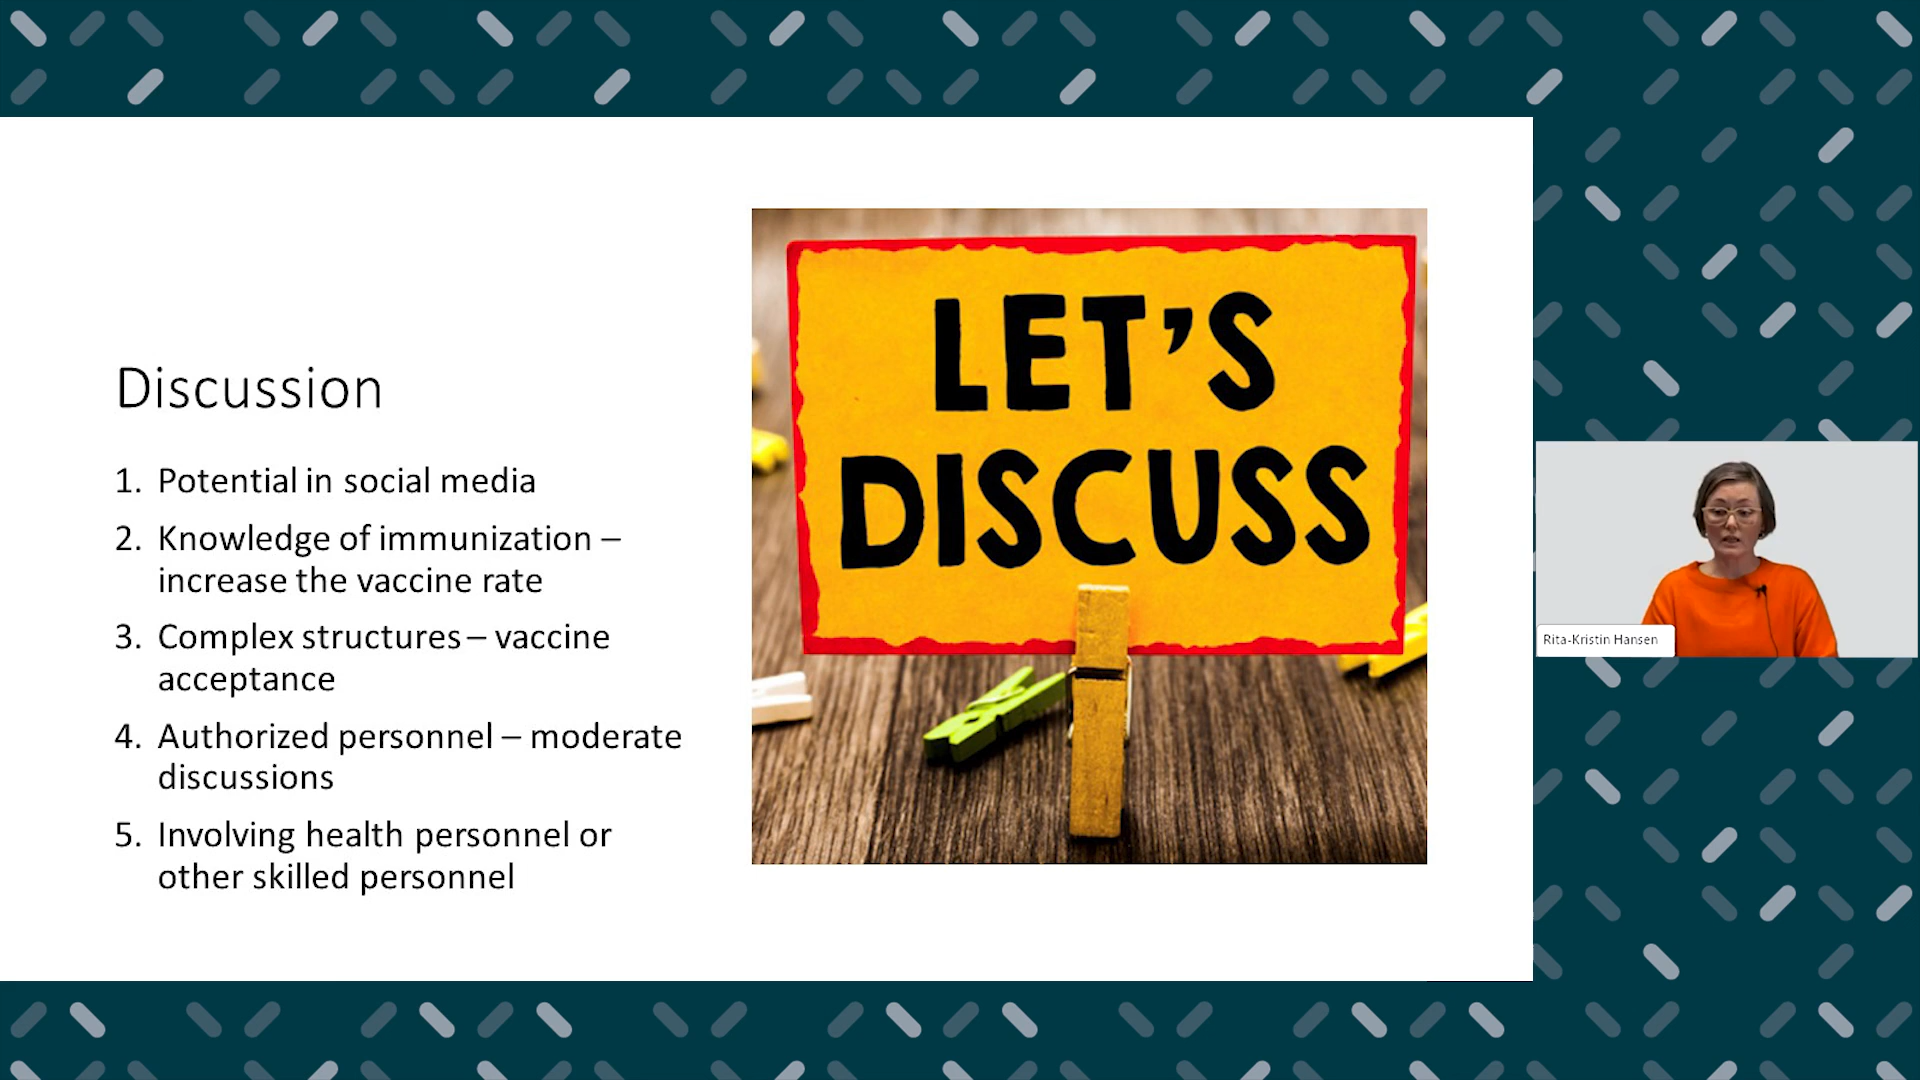 Discussion
1. Potential in social media
2. Knowledge of immunization –
increase the vaccine rate
3. Complex structures – vaccine
acceptance
4. Authorized personnel – moderate
discussions
5. Involving health personnel or
other skilled personnel
LET'S
DISCUSS
Rita-Kristin Hansen